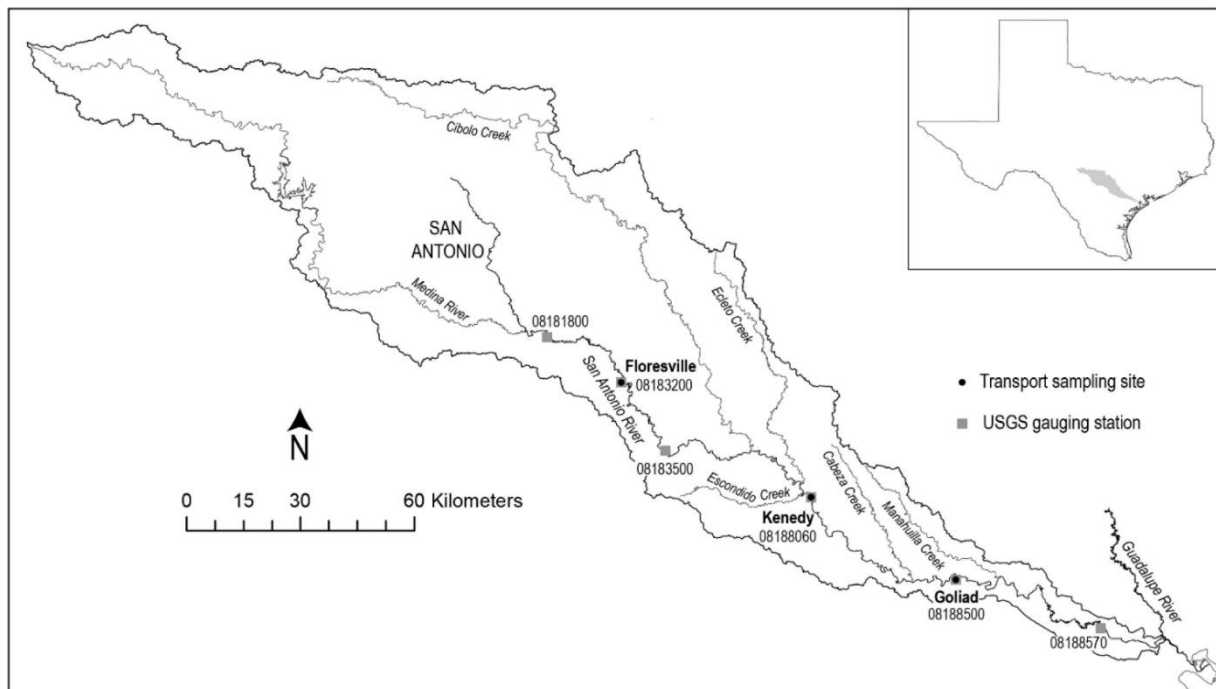 Cibolo Creek
SAN
ANTONIO
Medina River
Ecleto Creek
08181800
Floresville
08183200
San Antonio River
Transport sampling site
USGS gauging station
N
08183500
Escondido Creek
Cabeza Creek
Manahuilla Creek
0 15 30 60 Kilometers
Kenedy
08188060
Guadalupe River
Goliad
08188500
08188570